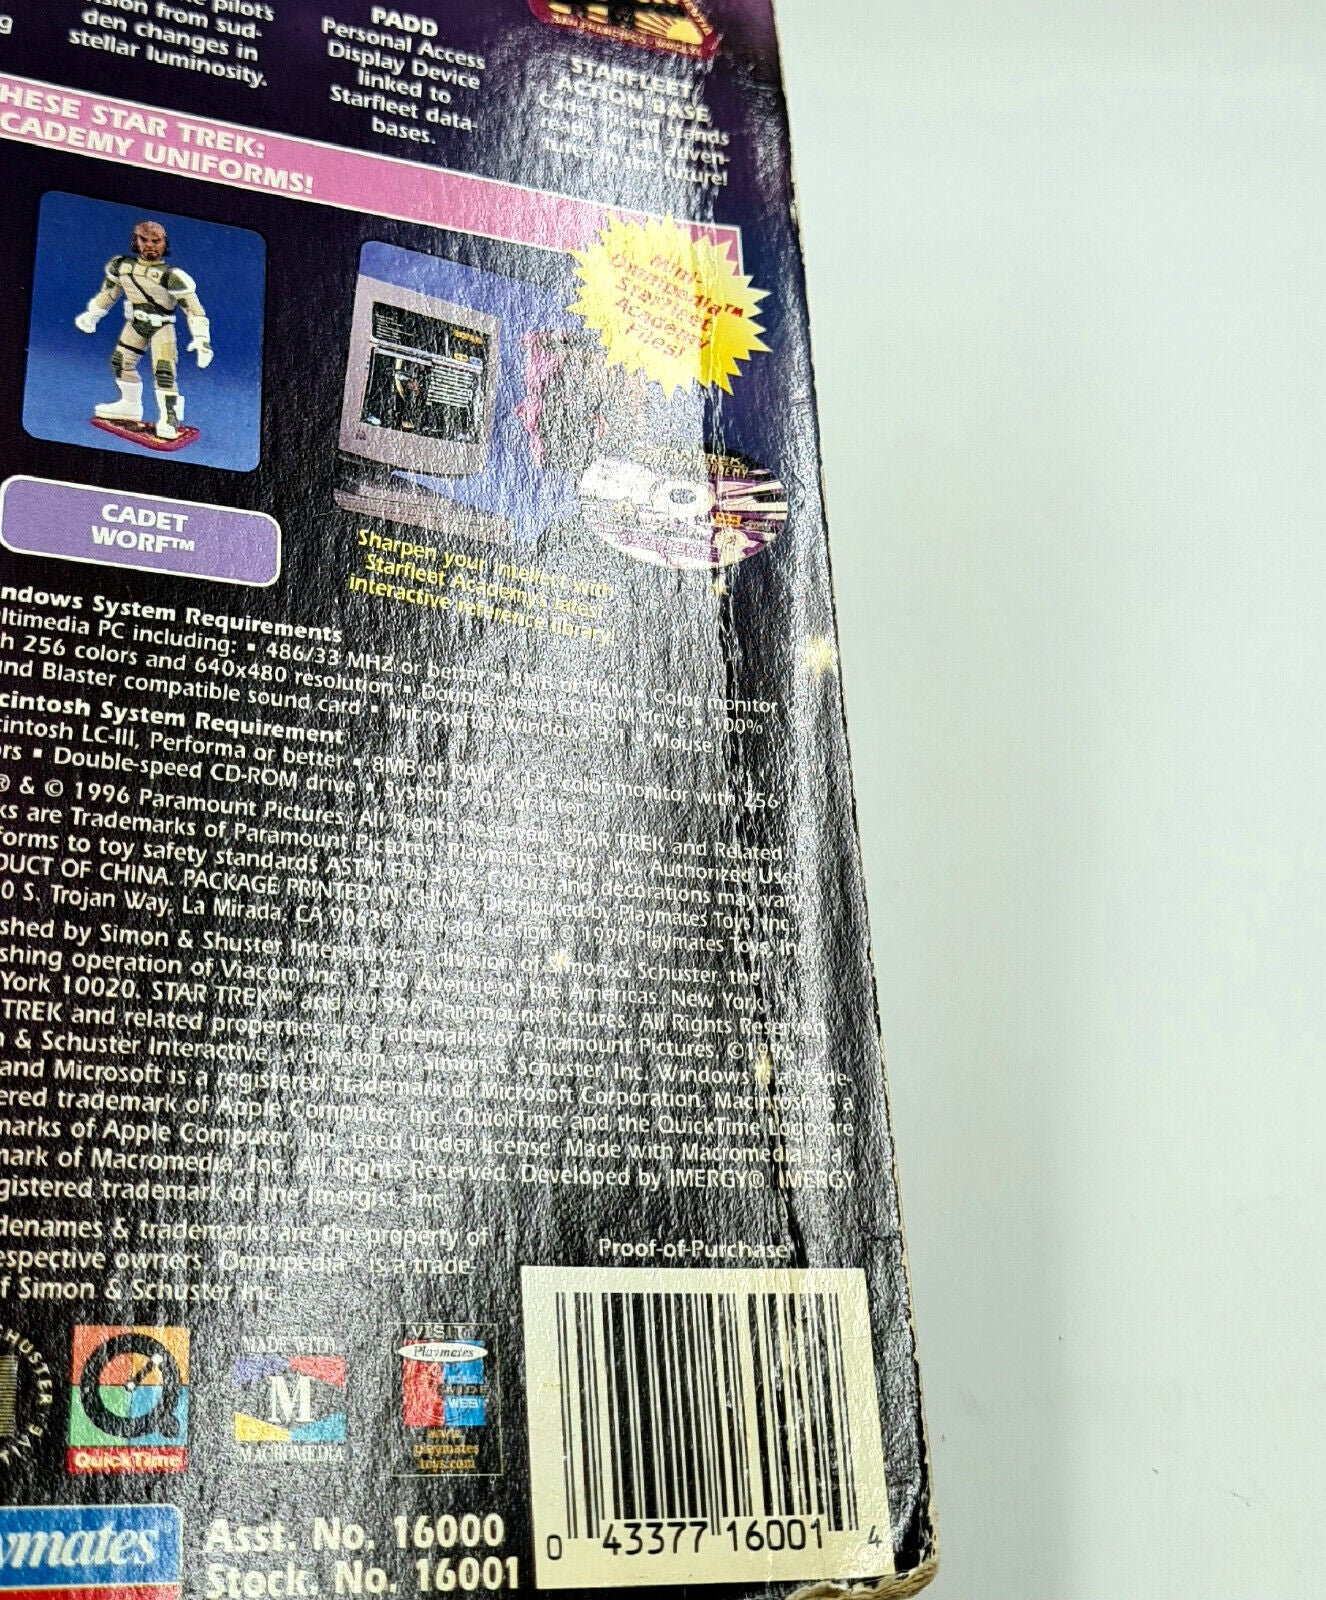 pilot's
from sud-
den changes in
stellar luminosity.
PADD
Personal Access
Display Device
linked to
Starfleet data-
bases.
SAN FRANCISCO
STARFLEET
ACTION BASE
Cadet Picard stands
ready for all adven-
tures in the future!
HESE STAR TREK:
CADEMY UNIFORMS!
Mini-
Omnipedia™
Starfleet
Academy
Files!
CADET
WORF™
Sharpen your intellect with
Starfleet Academy's latest
interactive reference library!
ndows System Requirements
ltimedia PC including: ▪ 486/33 MHZ or better ▪ 8MB of RAM ▪ Color monitor
h 256 colors and 640x480 resolution ▪ Double-speed CD-ROM drive ▪ 100%
nd Blaster compatible sound card ▪ Microsoft® Windows 3.1 ▪ Mouse
cintosh System Requirement
cintosh LC-III, Performa or better ▪ 8MB of RAM ▪ 13" color monitor with 256
rs ▪ Double-speed CD-ROM drive ▪ System 7.01 or later
® & © 1996 Paramount Pictures. All Rights Reserved. STAR TREK and Related
ks are Trademarks of Paramount Pictures. Playmates Toys Inc. Authorized User
forms to toy safety standards ASTM F963-95. Colors and decorations may vary.
DUCT OF CHINA. PACKAGE PRINTED IN CHINA. Distributed by Playmates Toys Inc.
0 S. Trojan Way, La Mirada, CA 90638. Package design © 1996 Playmates Toys, Inc.
shed by Simon & Shuster Interactive, a division of Simon & Schuster, the
shing operation of Viacom Inc. 1230 Avenue of the Americas, New York,
York 10020. STAR TREK™ and ©1996 Paramount Pictures. All Rights Reserved.
TREK and related properties are trademarks of Paramount Pictures. ©1996
n & Schuster Interactive, a division of Simon & Schuster, Inc. Windows is a trade-
and Microsoft is a registered trademark of Microsoft Corporation. Macintosh is a
ered trademark of Apple Computer, Inc. QuickTime and the QuickTime Logo are
marks of Apple Computer, Inc. used under license. Made with Macromedia is a
mark of Macromedia, Inc. All Rights Reserved. Developed by IMERGY®. IMERGY
gistered trademark of the Imergist, Inc.
denames & trademarks are the property of
espective owners. Omnipedia™ is a trade-
f Simon & Schuster Inc.
Proof-of-Purchase
QuickTime
MADE WITH
M
MACROMEDIA
VISIT
Playmates
WORLD
WIDE
WEB!
www.
playmates
toys.com
ymates
Asst. No. 16000
Stock. No. 16001
0 43377 16001 4